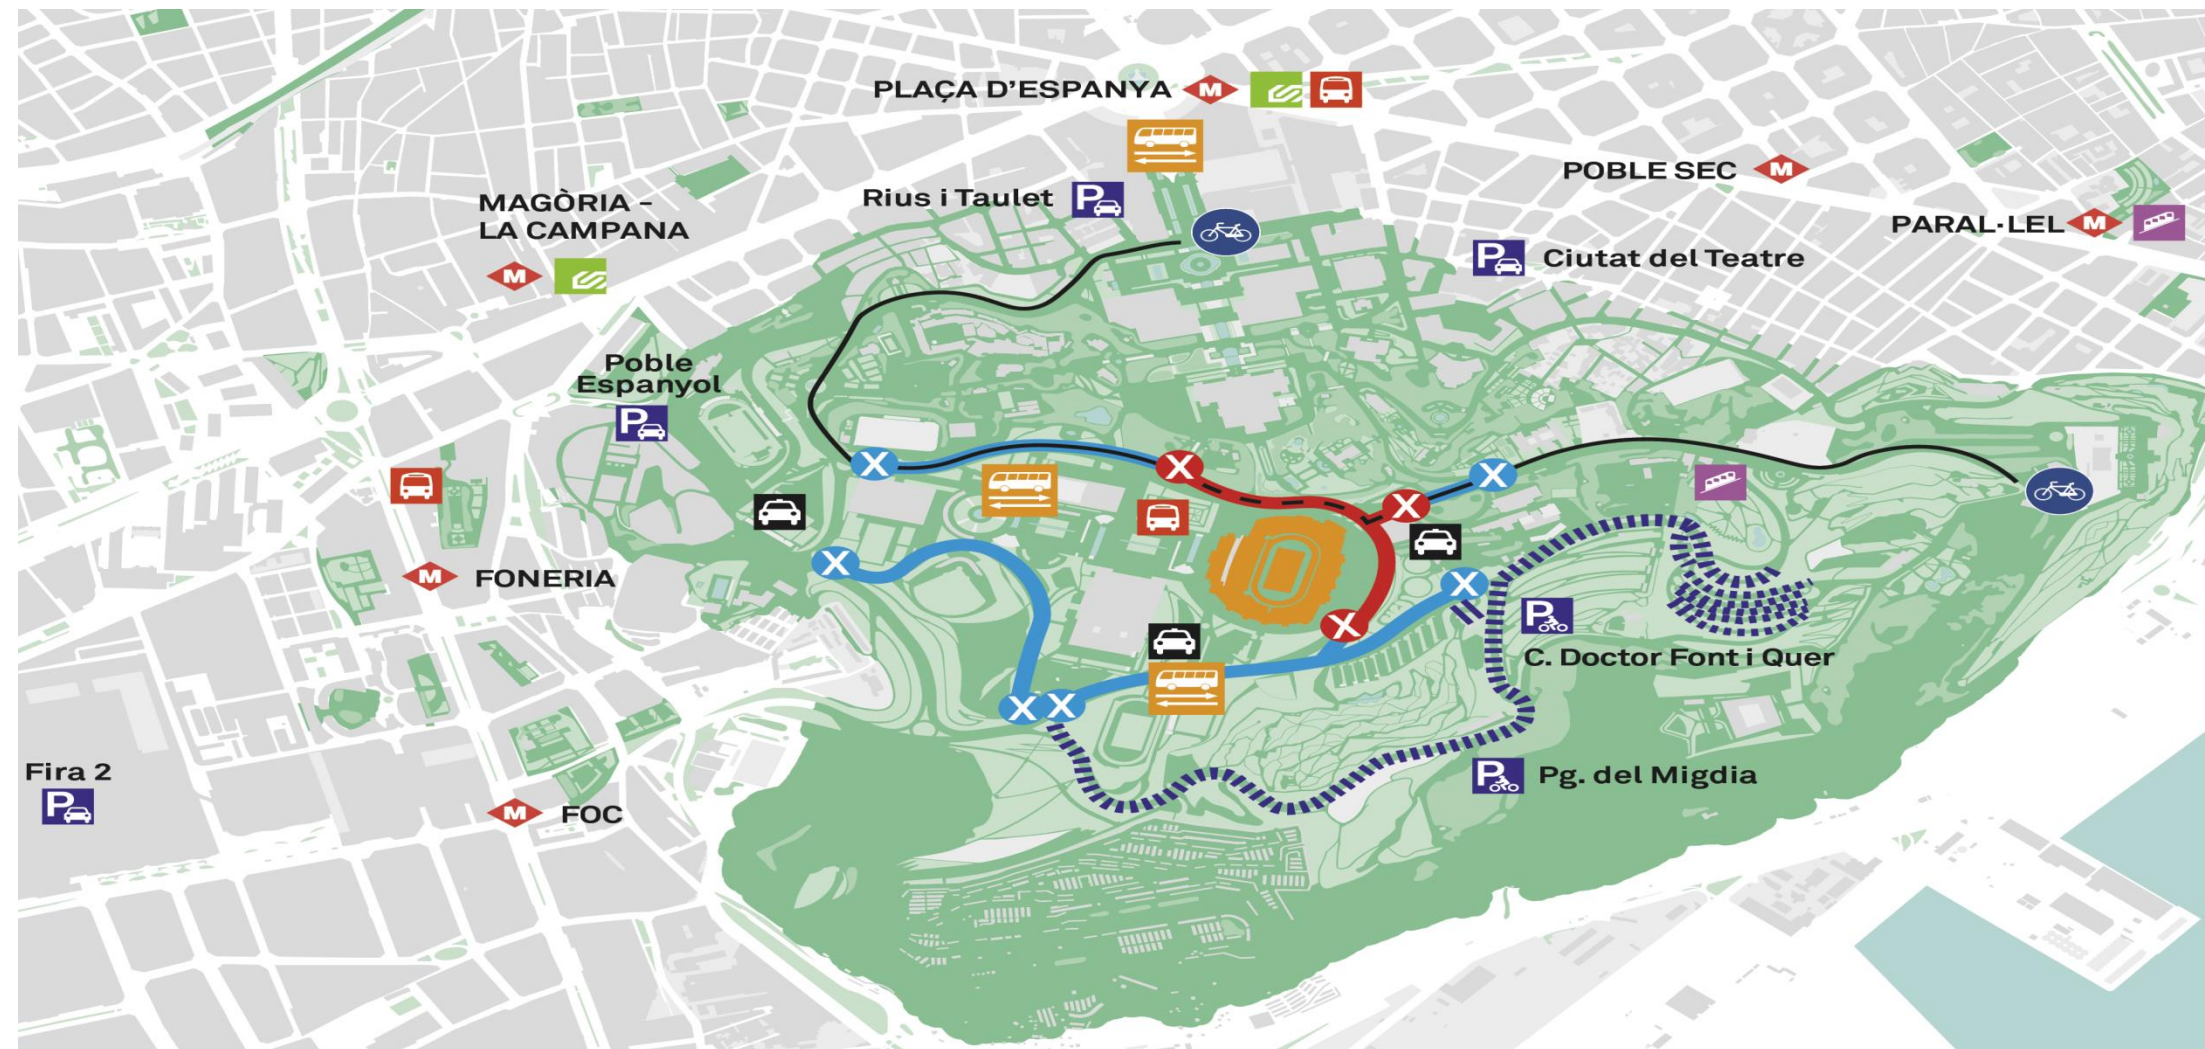 PLAÇA D'ESPANYA M
Rius i Taulet P
POBLE SEC M
MAGÒRIA –
LA CAMPANA
M
PARAL·LEL M
P Ciutat del Teatre
Poble
Espanyol
P
X
X
X
X
X
X
X
M FONERIA
P
C. Doctor Font i Quer
X
X
Fira 2
P
P Pg. del Migdia
M FOC